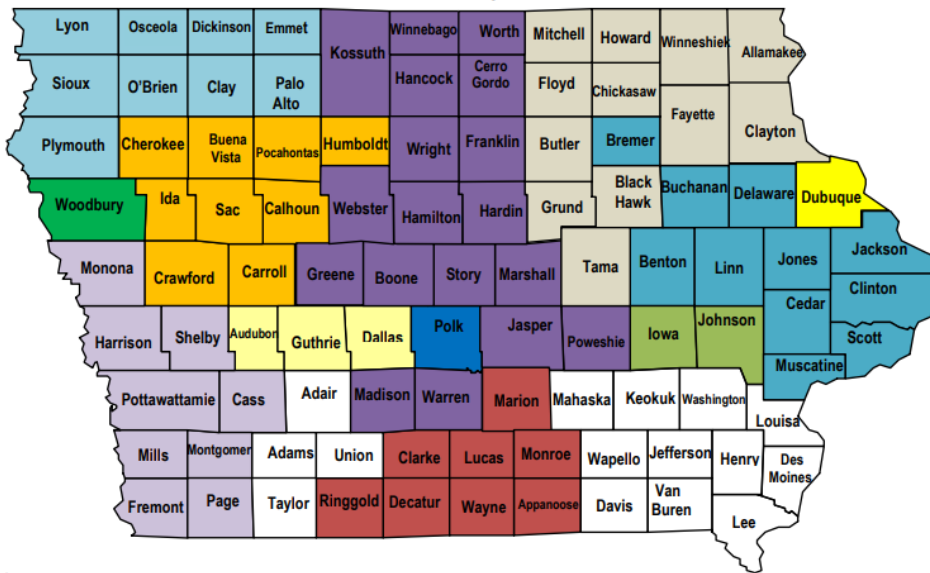 Lyon
Osceola
Dickinson
Emmet
Kossuth
Winnebago
Worth
Mitchell
Howard
Winneshiek
Allamakee
Sioux
O'Brien
Clay
Palo
Alto
Hancock
Cerro
Gordo
Floyd
Chickasaw
Fayette
Clayton
Plymouth
Cherokee
Buena
Vista
Pocahontas
Humboldt
Wright
Franklin
Butler
Bremer
Woodbury
Ida
Sac
Calhoun
Webster
Hamilton
Hardin
Grund
Black
Hawk
Buchanan
Delaware
Dubuque
Monona
Crawford
Carroll
Greene
Boone
Story
Marshall
Tama
Benton
Linn
Jones
Jackson
Clinton
Cedar
Harrison
Shelby
Audubon
Guthrie
Dallas
Polk
Jasper
Poweshie
Iowa
Johnson
Scott
Muscatine
Pottawattamie
Cass
Adair
Madison
Warren
Marion
Mahaska
Keokuk
Washington
Louisa
Mills
Montgomer
Adams
Union
Clarke
Lucas
Monroe
Wapello
Jefferson
Henry
Des
Moines
Fremont
Page
Taylor
Ringgold
Decatur
Wayne
Appanoose
Davis
Van
Buren
Lee